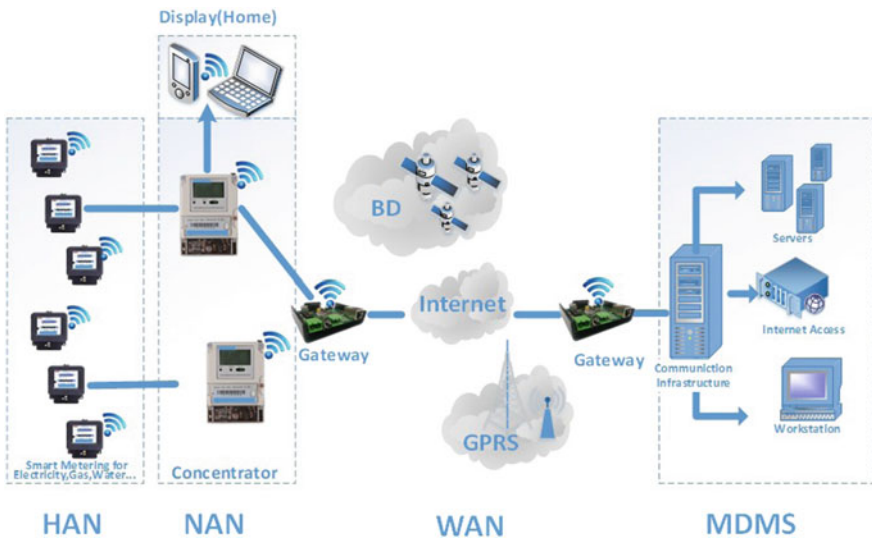 Display(Home)
BD
Servers
Internet
Gateway
Gateway
Internet Access
Communiction
Infrastructure
GPRS
Workstation
Smart Metering for
Electricity,Gas,Water...
Concentrator
HAN
NAN
WAN
MDMS